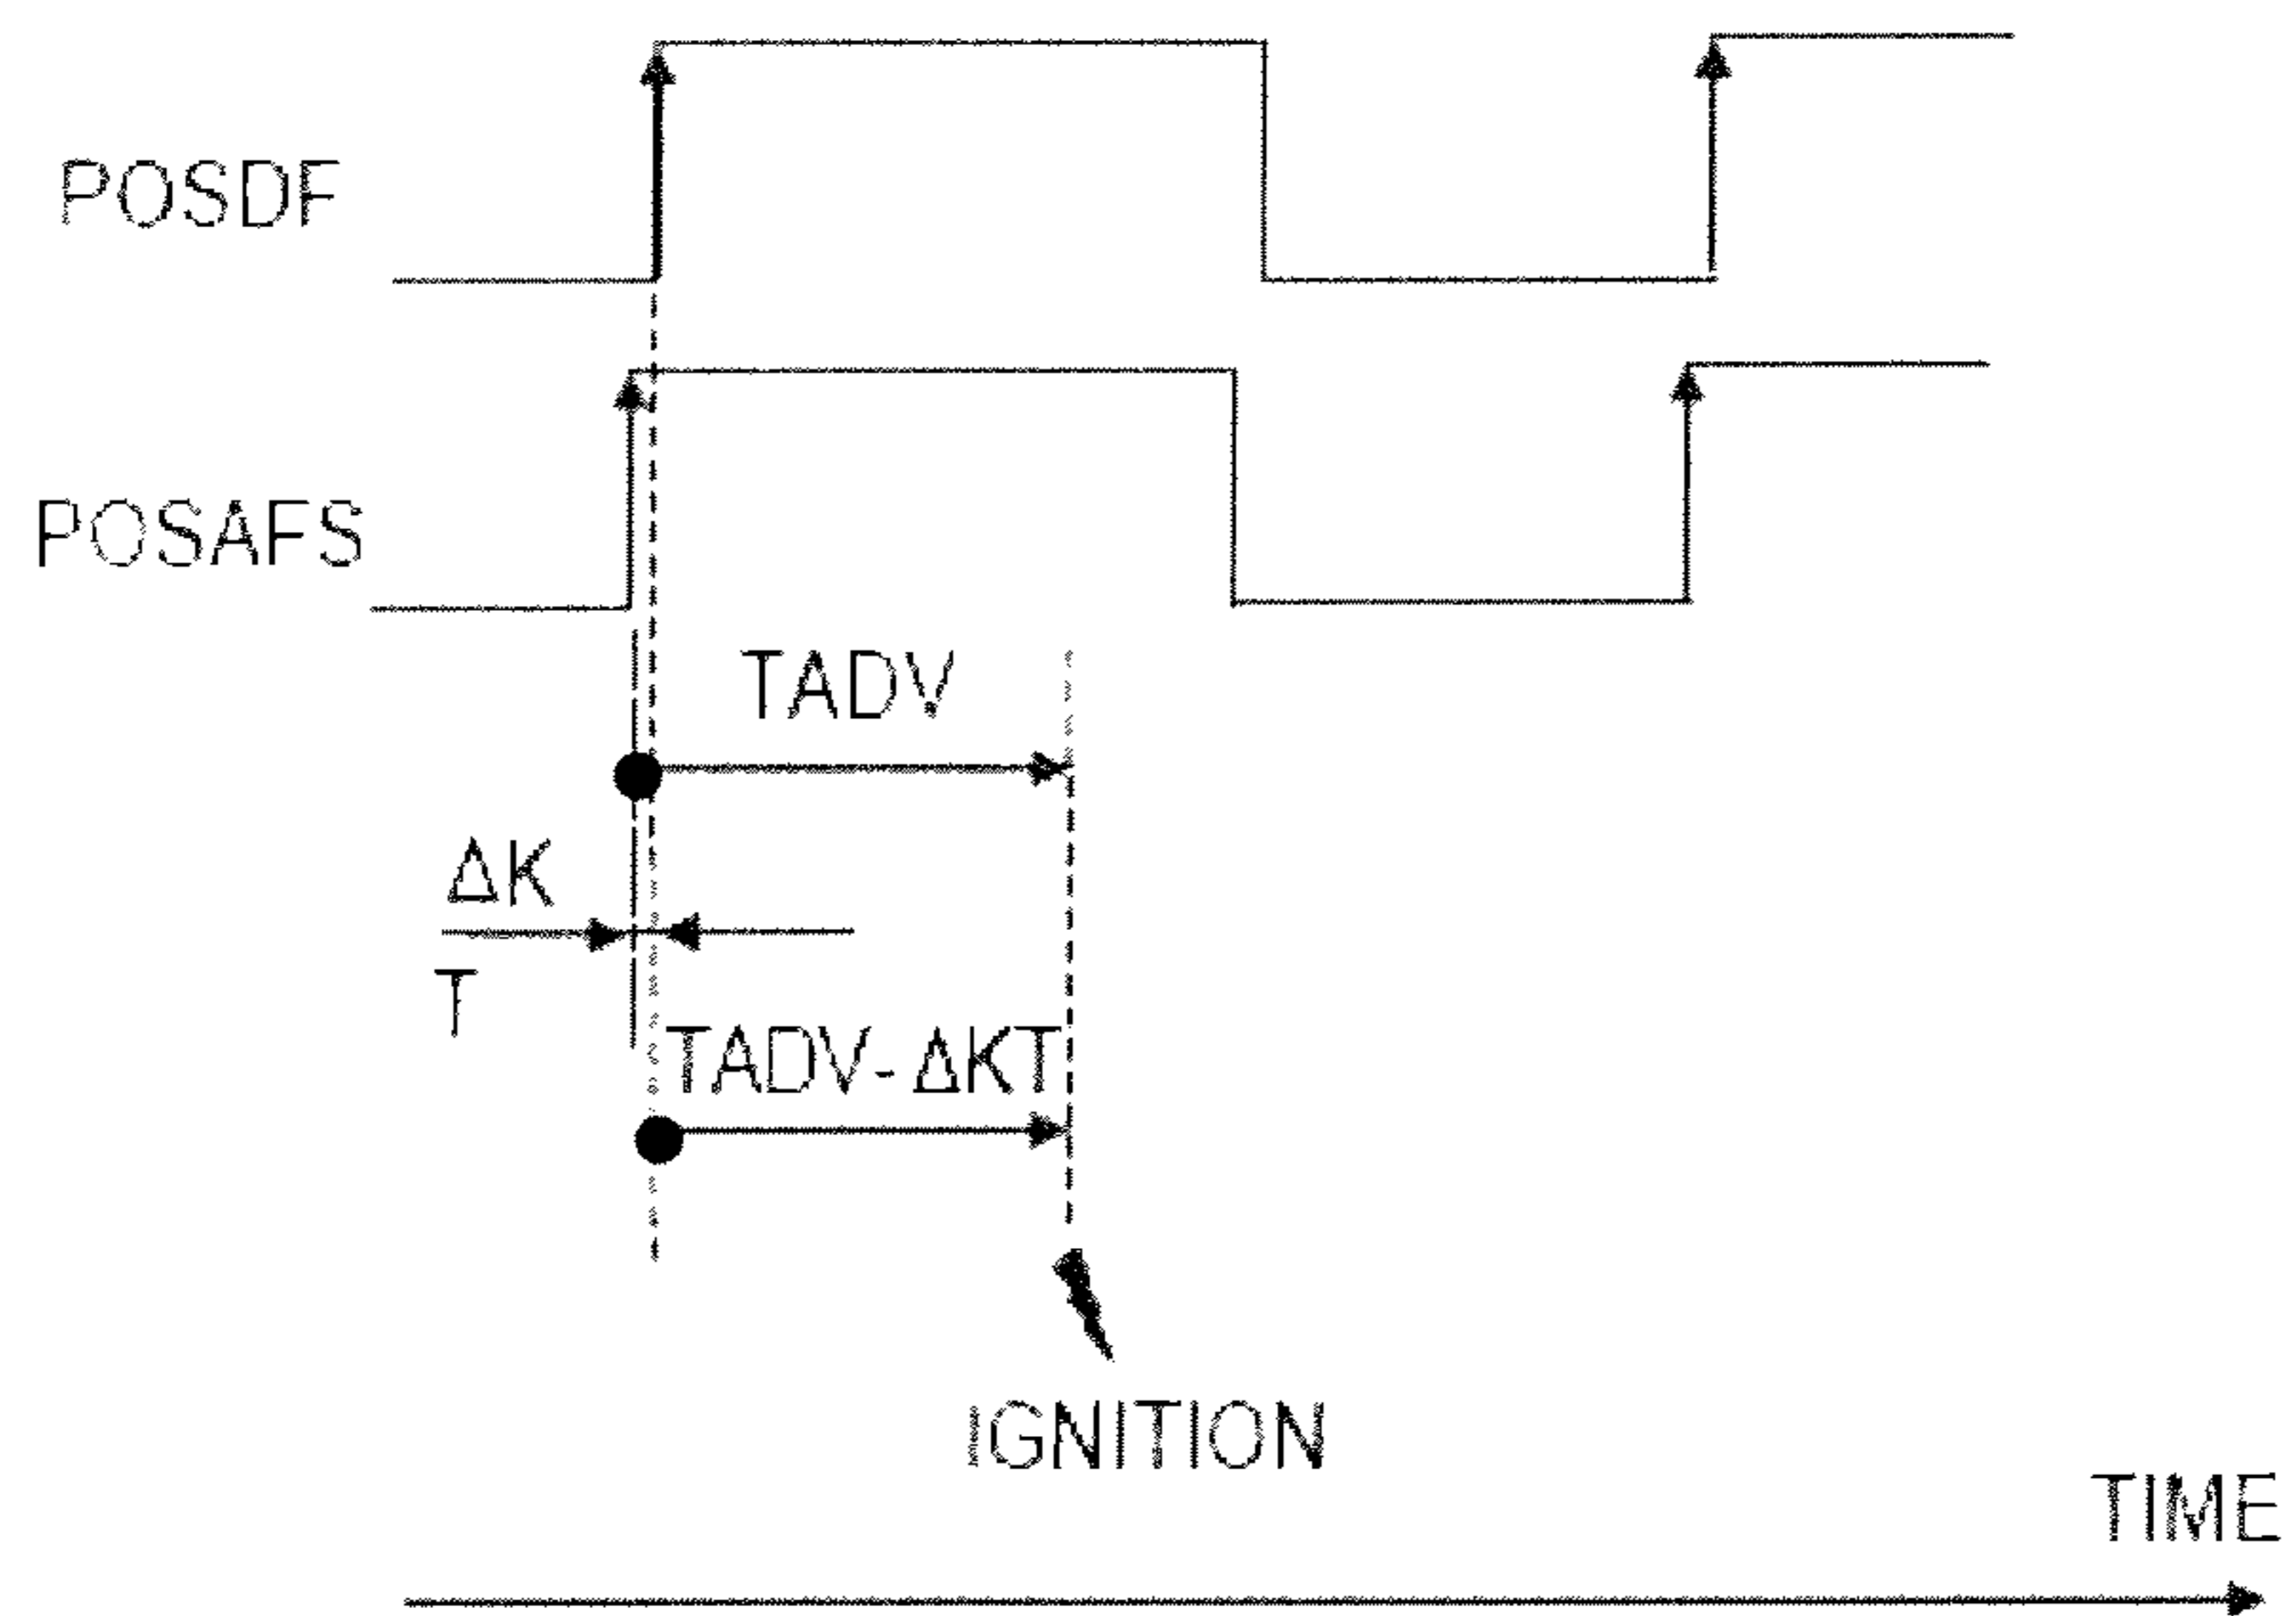 POSDF
POSAFS
TADV
ΔK
T
TADV-ΔKT
IGNITION
TIME